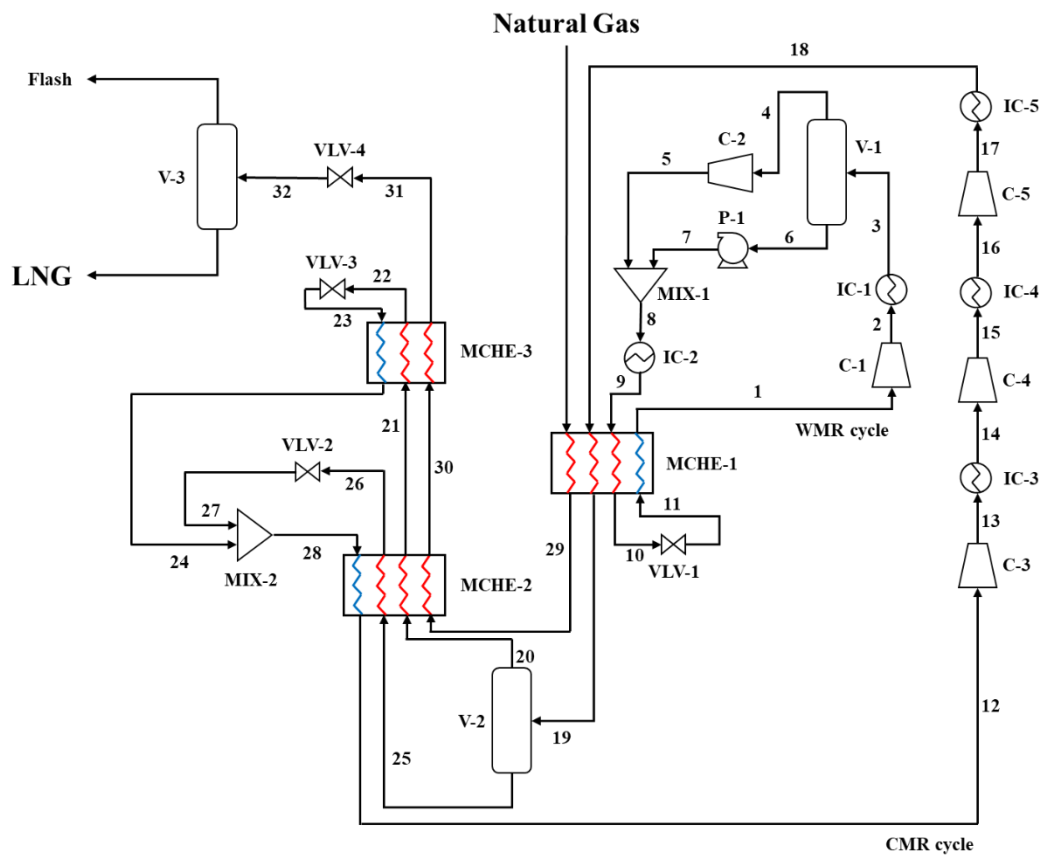 Natural Gas
18
Flash
4
IC-5
C-2
V-1
17
5
VLV-4
V-3
C-5
32
31
P-1
3
7
6
16
LNG
VLV-3
22
MIX-1
IC-1
IC-4
23
8
2
15
MCHE-3
IC-2
C-1
C-4
9
1
21
WMR cycle
14
VLV-2
30
MCHE-1
26
IC-3
11
27
13
29
10
24
28
VLV-1
C-3
MIX-2
MCHE-2
20
12
V-2
19
25
CMR cycle